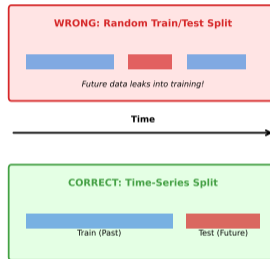 WRONG: Random Train/Test Split
Future data leaks into training!
Time
CORRECT: Time-Series Split
Train (Past) Test (Future)